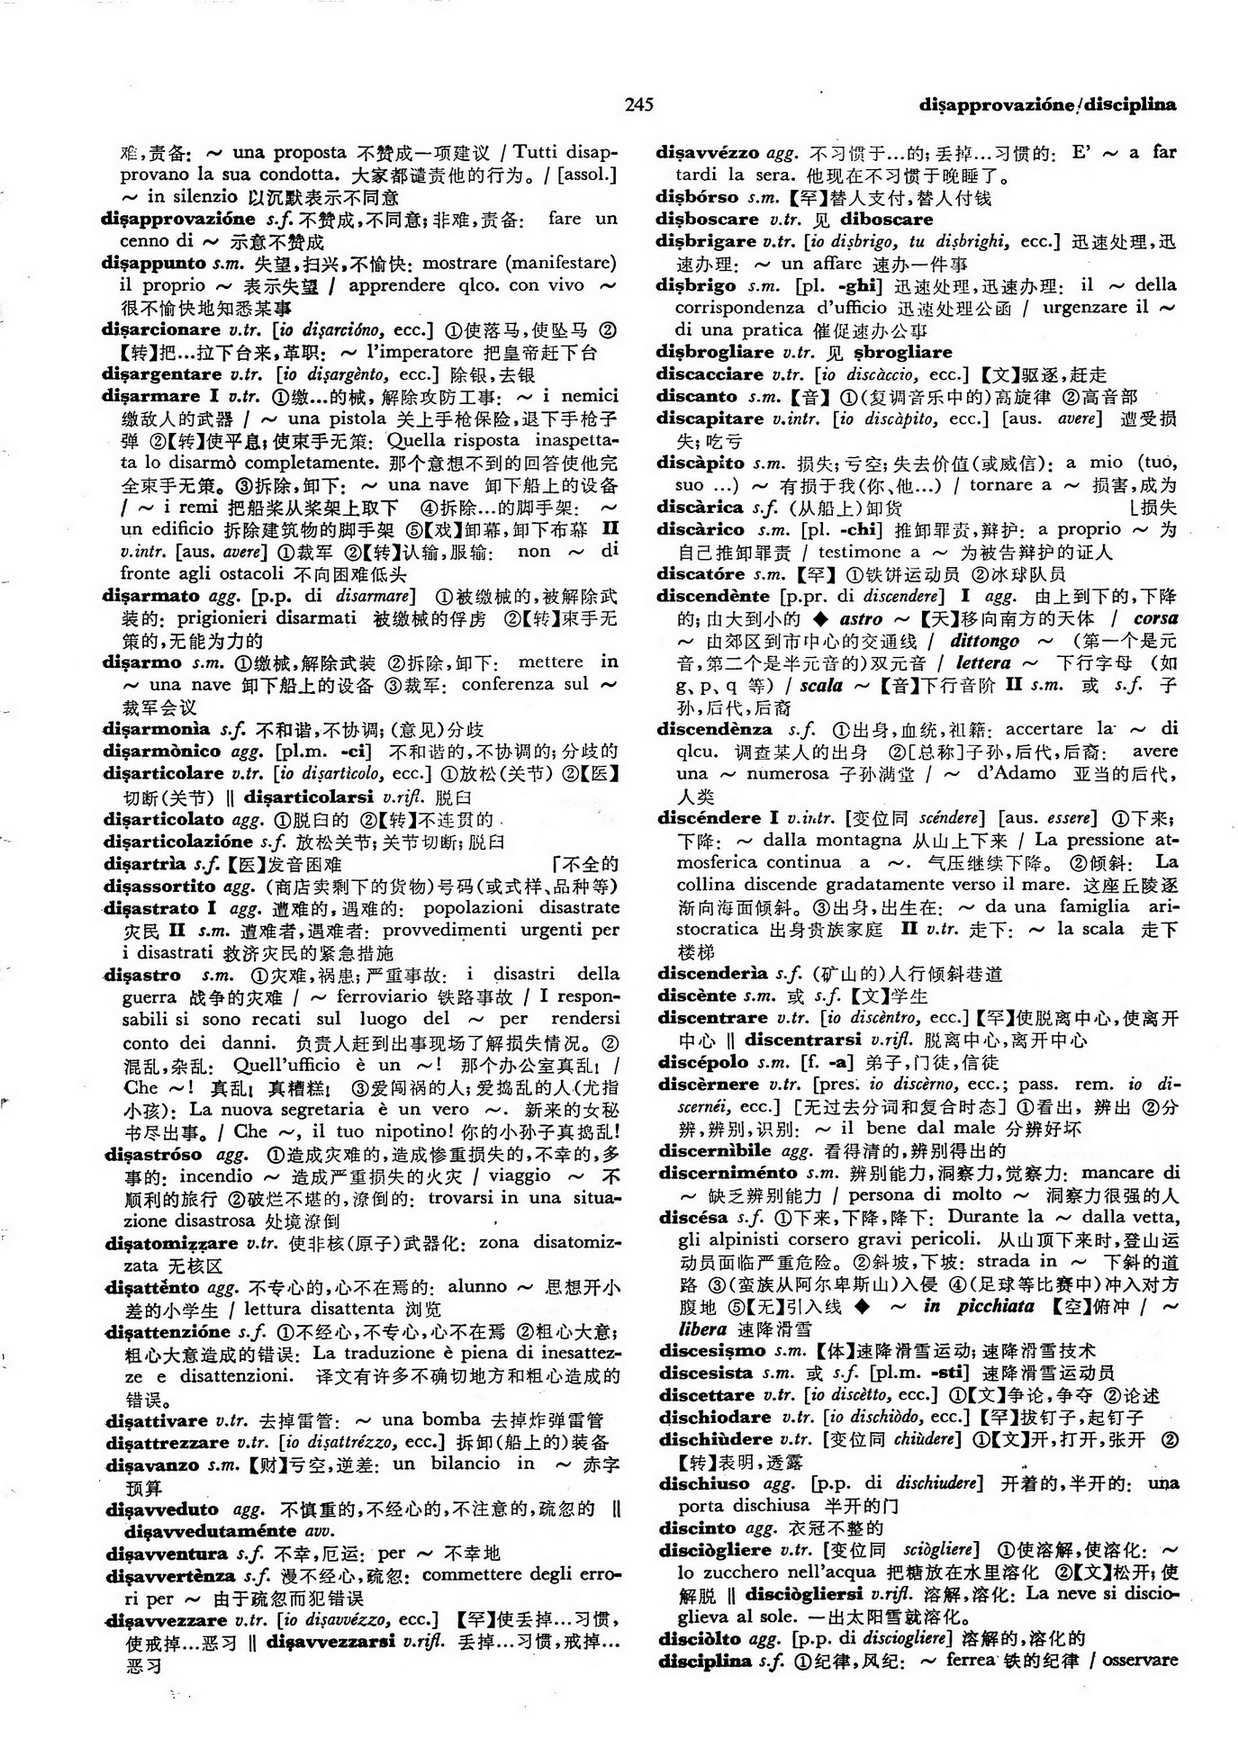 245
diṣapprovazióne/disciplina
难,责备: ~ una proposta 不赞成一项建议 / Tutti disap-
provano la sua condotta. 大家都谴责他的行为。/ [assol.]
~ in silenzio 以沉默表示不同意
diṣapprovazióne s.f. 不赞成,不同意;非难,责备: fare un
cenno di ~ 示意不赞成
diṣappunto s.m. 失望,扫兴,不愉快: mostrare (manifestare)
il proprio ~ 表示失望 / apprendere qlco. con vivo ~
很不愉快地知悉某事
diṣarcionare v.tr. [io diṣarcióno, ecc.] ①使落马,使坠马 ②
【转】把…拉下台来,革职: ~ l'imperatore 把皇帝赶下台
diṣargentare v.tr. [io diṣargènto, ecc.] 除银,去银
diṣarmare I v.tr. ①缴…的械, 解除攻防工事: ~ i nemici
缴敌人的武器 / ~ una pistola 关上手枪保险,退下手枪子
弹 ②【转】使平息;使束手无策: Quella risposta inaspetta-
ta lo disarmò completamente. 那个意想不到的回答使他完
全束手无策。③拆除,卸下: ~ una nave 卸下船上的设备
/ ~ i remi 把船桨从桨架上取下 ④拆除…的脚手架: ~
un edificio 拆除建筑物的脚手架 ⑤【戏】卸幕,卸下布幕 II
v.intr. [aus. avere] ①裁军 ②【转】认输,服输: non ~ di
fronte agli ostacoli 不向困难低头
diṣarmato agg. [p.p. di disarmare] ①被缴械的,被解除武
装的: prigionieri disarmati 被缴械的俘虏 ②【转】束手无
策的,无能为力的
diṣarmo s.m. ①缴械,解除武装 ②拆除,卸下: mettere in
~ una nave 卸下船上的设备 ③裁军: conferenza sul ~
裁军会议
diṣarmonìa s.f. 不和谐,不协调;(意见)分歧
diṣarmònico agg. [pl.m. -ci] 不和谐的,不协调的;分歧的
diṣarticolare v.tr. [io diṣartìcolo, ecc.] ①放松(关节) ②【医】
切断(关节) ‖ diṣarticolarsi v.rifl. 脱臼
diṣarticolato agg. ①脱臼的 ②【转】不连贯的
diṣarticolazióne s.f. 放松关节;关节切断;脱臼
diṣartrìa s.f.【医】发音困难 「不全的
diṣassortito agg. (商店卖剩下的货物)号码(或式样、品种等)
diṣastrato I agg. 遭难的,遇难的: popolazioni disastrate
灾民 II s.m. 遭难者,遇难者: provvedimenti urgenti per
i disastrati 救济灾民的紧急措施
diṣastro s.m. ①灾难,祸患;严重事故: i disastri della
guerra 战争的灾难 / ~ ferroviario 铁路事故 / I respon-
sabili si sono recati sul luogo del ~ per rendersi
conto dei danni. 负责人赶到出事现场了解损失情况。②
混乱,杂乱: Quell'ufficio è un ~! 那个办公室真乱! /
Che ~! 真乱! 真糟糕! ③爱闯祸的人;爱捣乱的人(尤指
小孩): La nuova segretaria è un vero ~. 新来的女秘
书尽出事。/ Che ~, il tuo nipotino! 你的小孙子真捣乱!
diṣastróso agg. ①造成灾难的,造成惨重损失的,不幸的,多
事的: incendio ~ 造成严重损失的火灾 / viaggio ~ 不
顺利的旅行 ②破烂不堪的,潦倒的: trovarsi in una situa-
zione disastrosa 处境潦倒
diṣatomiẓẓare v.tr. 使非核(原子)武器化: zona disatomiz-
zata 无核区
diṣattènto agg. 不专心的,心不在焉的: alunno ~ 思想开小
差的小学生 / lettura disattenta 浏览
diṣattenzióne s.f. ①不经心,不专心,心不在焉 ②粗心大意;
粗心大意造成的错误: La traduzione è piena di inesattez-
ze e disattenzioni. 译文有许多不确切地方和粗心造成的
错误。
diṣattivare v.tr. 去掉雷管: ~ una bomba 去掉炸弹雷管
diṣattrezzare v.tr. [io diṣattrézzo, ecc.] 拆卸(船上的)装备
diṣavanzo s.m.【财】亏空,逆差: un bilancio in ~ 赤字
预算
diṣavveduto agg. 不慎重的,不经心的,不注意的,疏忽的 ‖
diṣavvedutaménte avv.
diṣavventura s.f. 不幸,厄运: per ~ 不幸地
diṣavvertènza s.f. 漫不经心,疏忽: commettere degli erro-
ri per ~ 由于疏忽而犯错误
diṣavvezzare v.tr. [io diṣavvézzo, ecc.] 【罕】使丢掉…习惯,
使戒掉…恶习 ‖ diṣavvezzarsi v.rifl. 丢掉…习惯,戒掉…
恶习
diṣavvézzo agg. 不习惯于…的;丢掉…习惯的: E' ~ a far
tardi la sera. 他现在不习惯于晚睡了。
diṣbórso s.m.【罕】替人支付,替人付钱
diṣboscare v.tr. 见 diboscare
diṣbrigare v.tr. [io diṣbrigo, tu diṣbrighi, ecc.] 迅速处理,迅
速办理: ~ un affare 速办一件事
diṣbrigo s.m. [pl. -ghi] 迅速处理,迅速办理: il ~ della
corrispondenza d'ufficio 迅速处理公函 / urgenzare il ~
di una pratica 催促速办公事
diṣbrogliare v.tr. 见 ṣbrogliare
discacciare v.tr. [io discàccio, ecc.]【文】驱逐,赶走
discanto s.m.【音】①(复调音乐中的)高旋律 ②高音部
discapitare v.intr. [io discàpito, ecc.] [aus. avere] 遭受损
失;吃亏
discàpito s.m. 损失;亏空;失去价值(或威信): a mio (tuo,
suo …) ~ 有损于我(你、他…) / tornare a ~ 损害,成为
discàrica s.f. (从船上)卸货 ⌊损失
discàrico s.m. [pl. -chi] 推卸罪责,辩护: a proprio ~ 为
自己推卸罪责 / testimone a ~ 为被告辩护的证人
discatóre s.m.【罕】①铁饼运动员 ②冰球队员
discendènte [p.pr. di discendere] I agg. 由上到下的,下降
的;由大到小的 ◆ astro ~【天】移向南方的天体 / corsa
~ 由郊区到市中心的交通线 / dittongo ~ (第一个是元
音,第二个是半元音的)双元音 / lettera ~ 下行字母 (如
g、p、q 等) / scala ~【音】下行音阶 II s.m. 或 s.f. 子
孙,后代,后裔
discendènza s.f. ①出身,血统,祖籍: accertare la ~ di
qlcu. 调查某人的出身 ②[总称]子孙,后代,后裔: avere
una ~ numerosa 子孙满堂 / ~ d'Adamo 亚当的后代,
人类
discéndere I v.intr. [变位同 scéndere] [aus. essere] ①下来;
下降: ~ dalla montagna 从山上下来 / La pressione at-
mosferica continua a ~. 气压继续下降。②倾斜: La
collina discende gradatamente verso il mare. 这座丘陵逐
渐向海面倾斜。③出身,出生在: ~ da una famiglia ari-
stocratica 出身贵族家庭 II v.tr. 走下: ~ la scala 走下
楼梯
discenderìa s.f. (矿山的)人行倾斜巷道
discènte s.m. 或 s.f.【文】学生
discentrare v.tr. [io discèntro, ecc.]【罕】使脱离中心,使离开
中心 ‖ discentrarsi v.rifl. 脱离中心,离开中心
discépolo s.m. [f. -a] 弟子,门徒,信徒
discèrnere v.tr. [pres. io discèrno, ecc.; pass. rem. io di-
scernéi, ecc.] [无过去分词和复合时态] ①看出, 辨出 ②分
辨,辨别,识别: ~ il bene dal male 分辨好坏
discernìbile agg. 看得清的,辨别得出的
discerniménto s.m. 辨别能力,洞察力,觉察力: mancare di
~ 缺乏辨别能力 / persona di molto ~ 洞察力很强的人
discésa s.f. ①下来,下降,降下: Durante la ~ dalla vetta,
gli alpinisti corsero gravi pericoli. 从山顶下来时,登山运
动员面临严重危险。②斜坡,下坡: strada in ~ 下斜的道
路 ③(蛮族从阿尔卑斯山)入侵 ④(足球等比赛中)冲入对方
腹地 ⑤【无】引入线 ◆ ~ in picchiata 【空】俯冲 / ~
libera 速降滑雪
discesiṣmo s.m.【体】速降滑雪运动;速降滑雪技术
discesista s.m. 或 s.f. [pl.m. -sti] 速降滑雪运动员
discettare v.tr. [io discètto, ecc.] ①【文】争论,争夺 ②论述
dischiodare v.tr. [io dischiòdo, ecc.]【罕】拔钉子,起钉子
dischiùdere v.tr. [变位同 chiùdere] ①【文】开,打开,张开 ②
【转】表明,透露
dischiuso agg. [p.p. di dischiudere] 开着的,半开的: una
porta dischiusa 半开的门
discinto agg. 衣冠不整的
disciògliere v.tr. [变位同 sciògliere] ①使溶解,使溶化: ~
lo zucchero nell'acqua 把糖放在水里溶化 ②【文】松开;使
解脱 ‖ disciògliersi v.rifl. 溶解,溶化: La neve si discio-
glieva al sole. 一出太阳雪就溶化。
disciòlto agg. [p.p. di disciogliere] 溶解的,溶化的
disciplina s.f. ①纪律,风纪: ~ ferrea 铁的纪律 / osservare